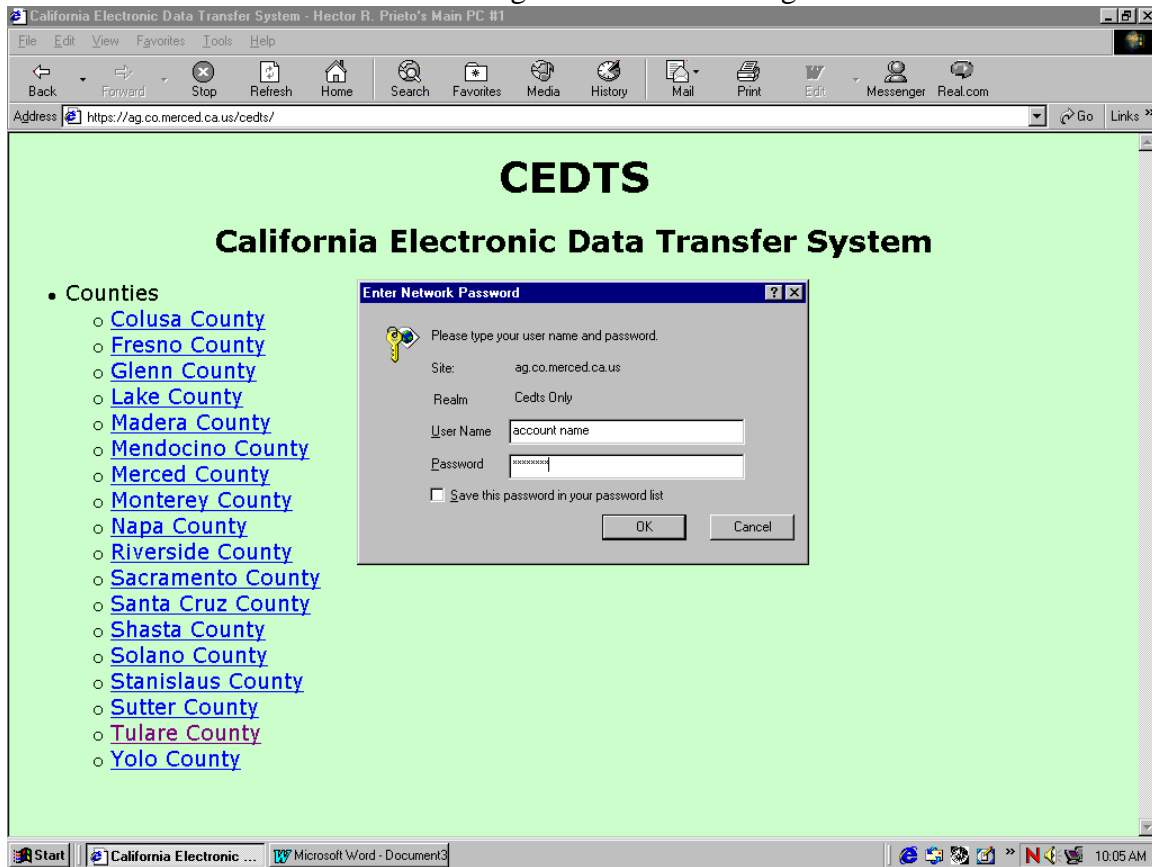 California Electronic Data Transfer System - Hector R. Prieto's Main PC #1
File Edit View Favorites Tools Help
Back Forward Stop Refresh Home Search Favorites Media History Mail Print Edit Messenger Real.com
Address https://ag.co.merced.ca.us/cedts/ Go Links »
CEDTS
California Electronic Data Transfer System
• Counties
o Colusa County
o Fresno County
o Glenn County
o Lake County
o Madera County
o Mendocino County
o Merced County
o Monterey County
o Napa County
o Riverside County
o Sacramento County
o Santa Cruz County
o Shasta County
o Solano County
o Stanislaus County
o Sutter County
o Tulare County
o Yolo County
Enter Network Password
Please type your user name and password.
Site: ag.co.merced.ca.us
Realm Cedts Only
User Name account name
Password xxxxxxxx
Save this password in your password list
OK Cancel
Start California Electronic ... Microsoft Word - Document3 » 10:05 AM